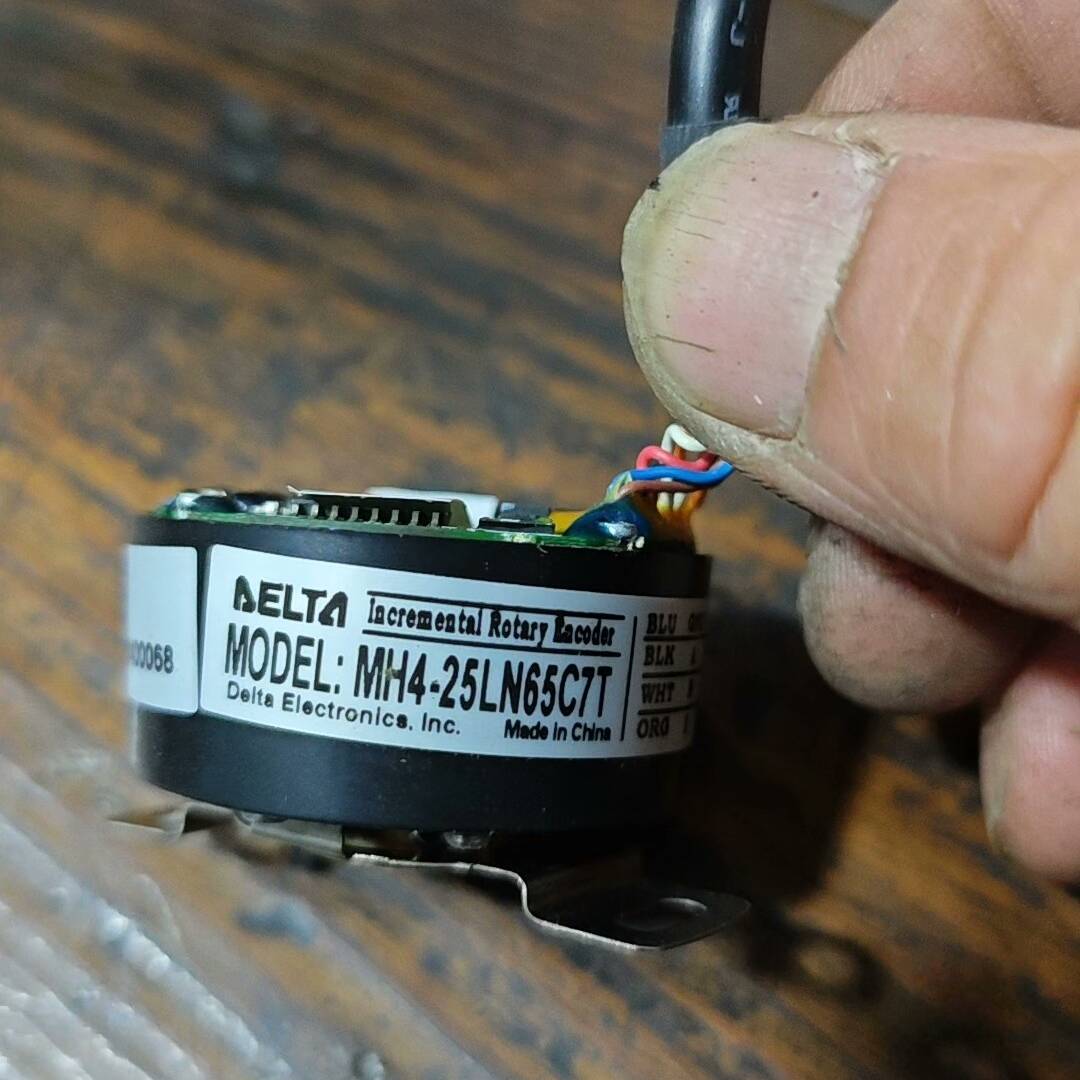 DELTA
Incremental Rotary Encoder
MODEL: MH4-25LN65C7T
Delta Electronics. Inc.
Made in China
00068
BLU
BLK
WHT
ORG